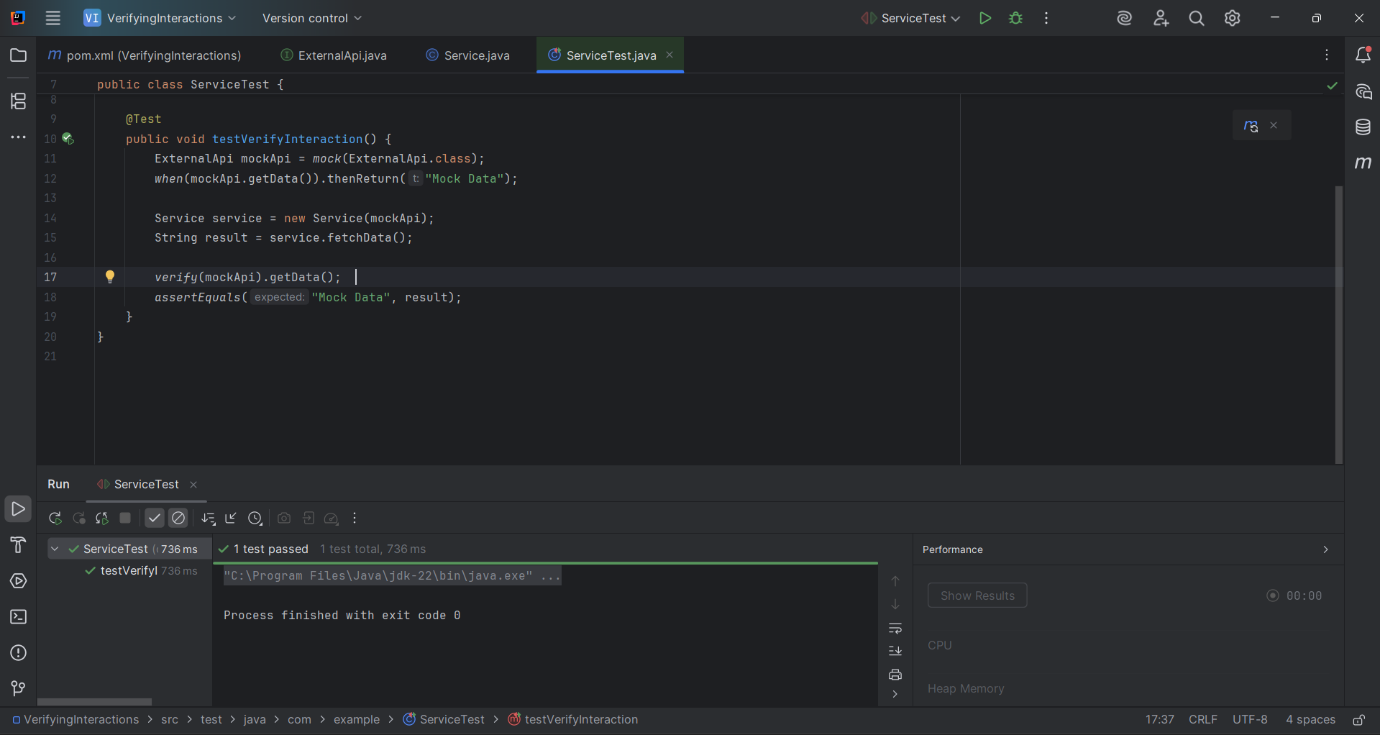 VI VerifyingInteractions Version control ServiceTest
pom.xml (VerifyingInteractions) ExternalApi.java Service.java ServiceTest.java
7 public class ServiceTest {
8
9 @Test
10 public void testVerifyInteraction() {
11 ExternalApi mockApi = mock(ExternalApi.class);
12 when(mockApi.getData()).thenReturn( t: "Mock Data");
13
14 Service service = new Service(mockApi);
15 String result = service.fetchData();
16
17 verify(mockApi).getData();
18 assertEquals( expected: "Mock Data", result);
19 }
20 }
21
Run ServiceTest
ServiceTest ( 736 ms
testVerifyI 736 ms
1 test passed 1 test total, 736 ms
"C:\Program Files\Java\jdk-22\bin\java.exe" ...
Process finished with exit code 0
Performance
Show Results 00:00
CPU
Heap Memory
VerifyingInteractions > src > test > java > com > example > ServiceTest > testVerifyInteraction 17:37 CRLF UTF-8 4 spaces